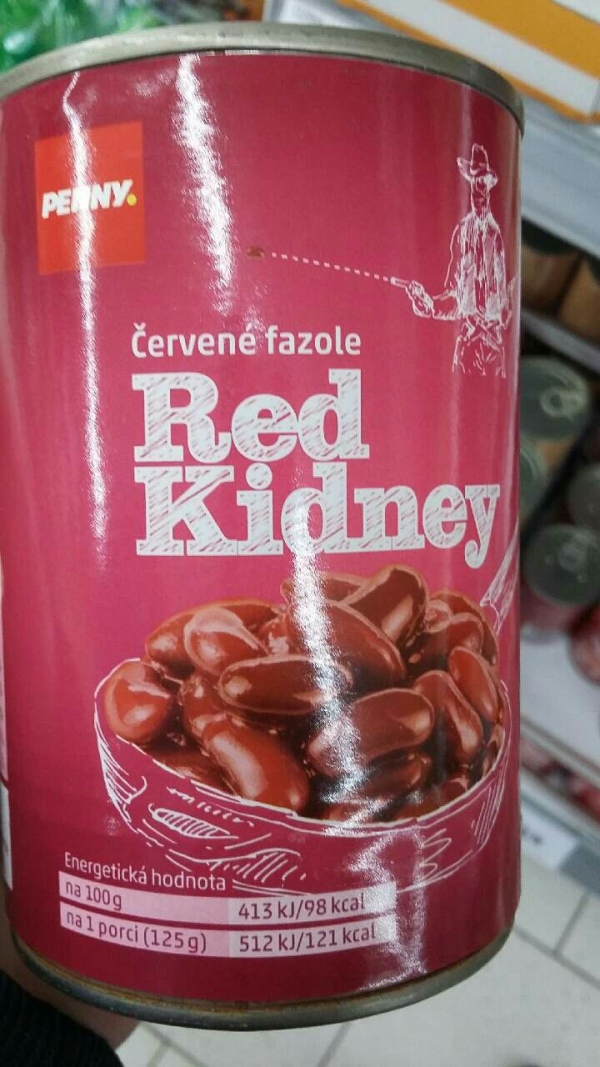 PENNY.
Červené fazole
Red
Kidney
Energetická hodnota
na 100g 413 kJ/98 kcal
na 1 porci (125g) 512 kJ/121 kcal